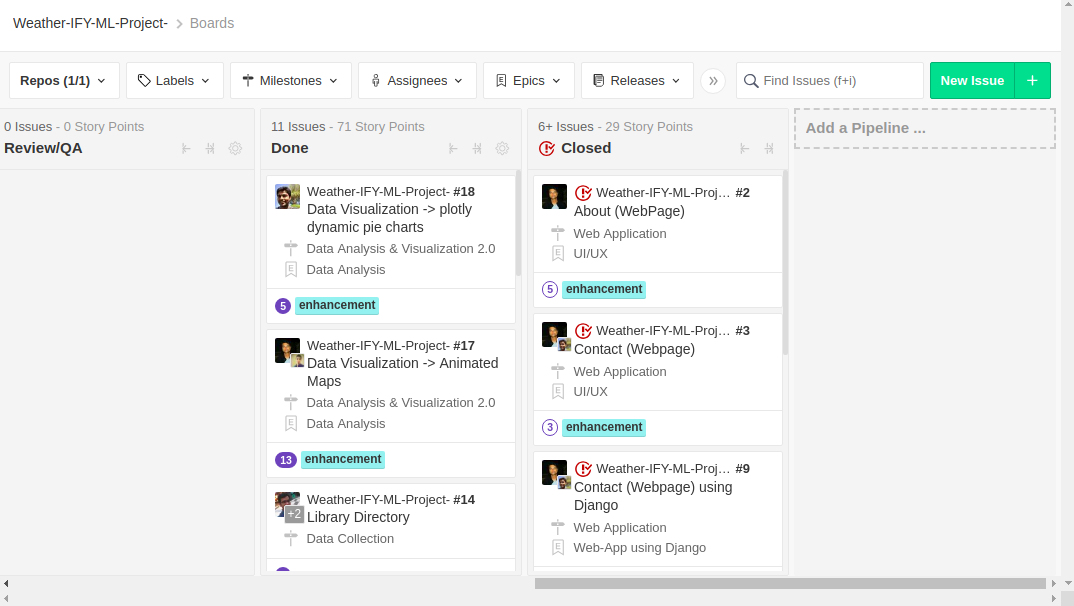 Weather-IFY-ML-Project- > Boards
Repos (1/1) Labels Milestones Assignees Epics Releases » Find Issues (f+i) New Issue +
0 Issues - 0 Story Points
Review/QA
11 Issues - 71 Story Points
Done
Weather-IFY-ML-Project- #18
Data Visualization -> plotly
dynamic pie charts
Data Analysis & Visualization 2.0
E Data Analysis
5 enhancement
Weather-IFY-ML-Project- #17
Data Visualization -> Animated
Maps
Data Analysis & Visualization 2.0
E Data Analysis
13 enhancement
Weather-IFY-ML-Project- #14
+2 Library Directory
Data Collection
6+ Issues - 29 Story Points
Closed
Weather-IFY-ML-Proj… #2
About (WebPage)
Web Application
E UI/UX
5 enhancement
Weather-IFY-ML-Proj… #3
Contact (Webpage)
Web Application
E UI/UX
3 enhancement
Weather-IFY-ML-Proj… #9
Contact (Webpage) using
Django
Web Application
E Web-App using Django
Add a Pipeline ...